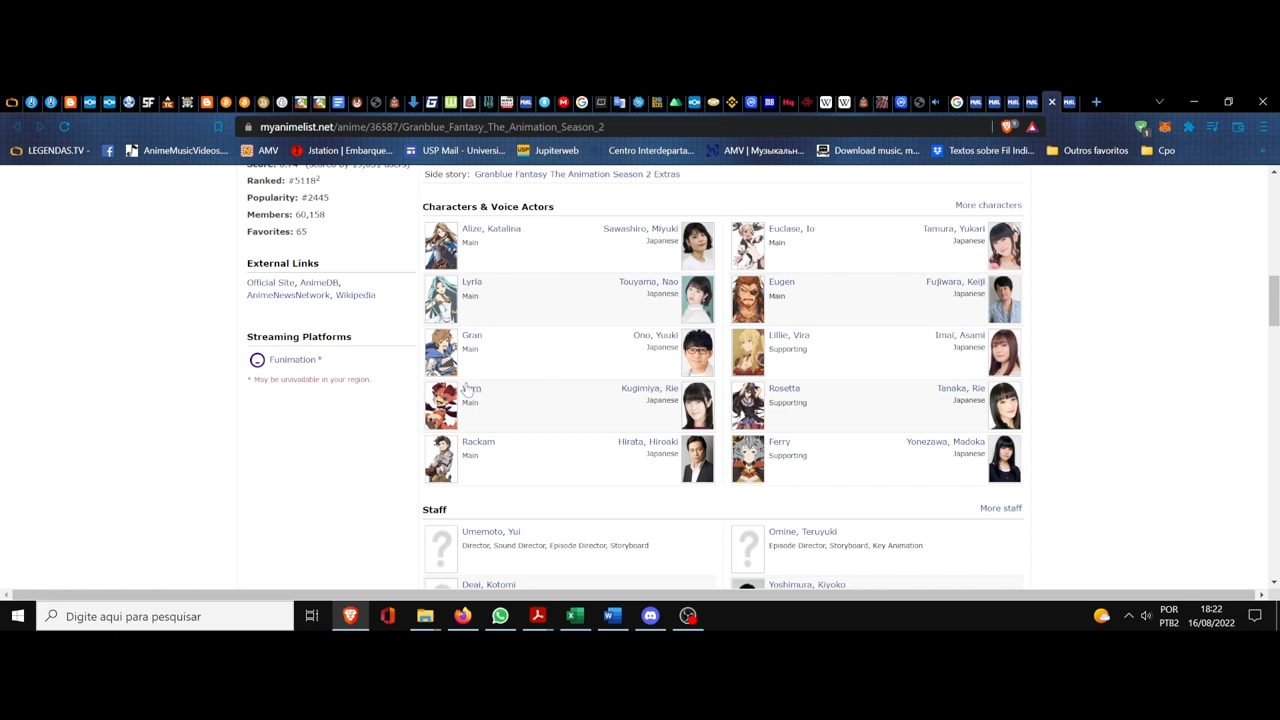 myanimelist.net/anime/36587/Granblue_Fantasy_The_Animation_Season_2
LEGENDAS.TV -
AMV
AnimeMusicVideos...
Jstation | Embarque...
USP Mail - Universi...
Jupiterweb
Centro Interdeparta...
AMV | Музыкальн...
Download music, m...
Textos sobre Fil Indi...
Outros favoritos
Cpo
Ranked: #5118²
Popularity: #2445
Members: 60,158
Favorites: 65
External Links
Official Site, AnimeDB,
AnimeNewsNetwork, Wikipedia
Streaming Platforms
Funimation *
* May be unavailable in your region.
Side story: Granblue Fantasy The Animation Season 2 Extras
Characters & Voice Actors
More characters
Alize, Katalina
Main
Sawashiro, Miyuki
Japanese
Euclase, Io
Main
Tamura, Yukari
Japanese
Lyria
Main
Touyama, Nao
Japanese
Eugen
Main
Fujiwara, Keiji
Japanese
Gran
Main
Ono, Yuuki
Japanese
Lillie, Vira
Supporting
Imai, Asami
Japanese
Main
Kugimiya, Rie
Japanese
Rosetta
Supporting
Tanaka, Rie
Japanese
Rackam
Main
Hirata, Hiroaki
Japanese
Ferry
Supporting
Yonezawa, Madoka
Japanese
Staff
More staff
Umemoto, Yui
Director, Sound Director, Episode Director, Storyboard
Omine, Teruyuki
Episode Director, Storyboard, Key Animation
Deai, Kotomi
Yoshimura, Kiyoko
Digite aqui para pesquisar
POR
PTB2
18:22
16/08/2022